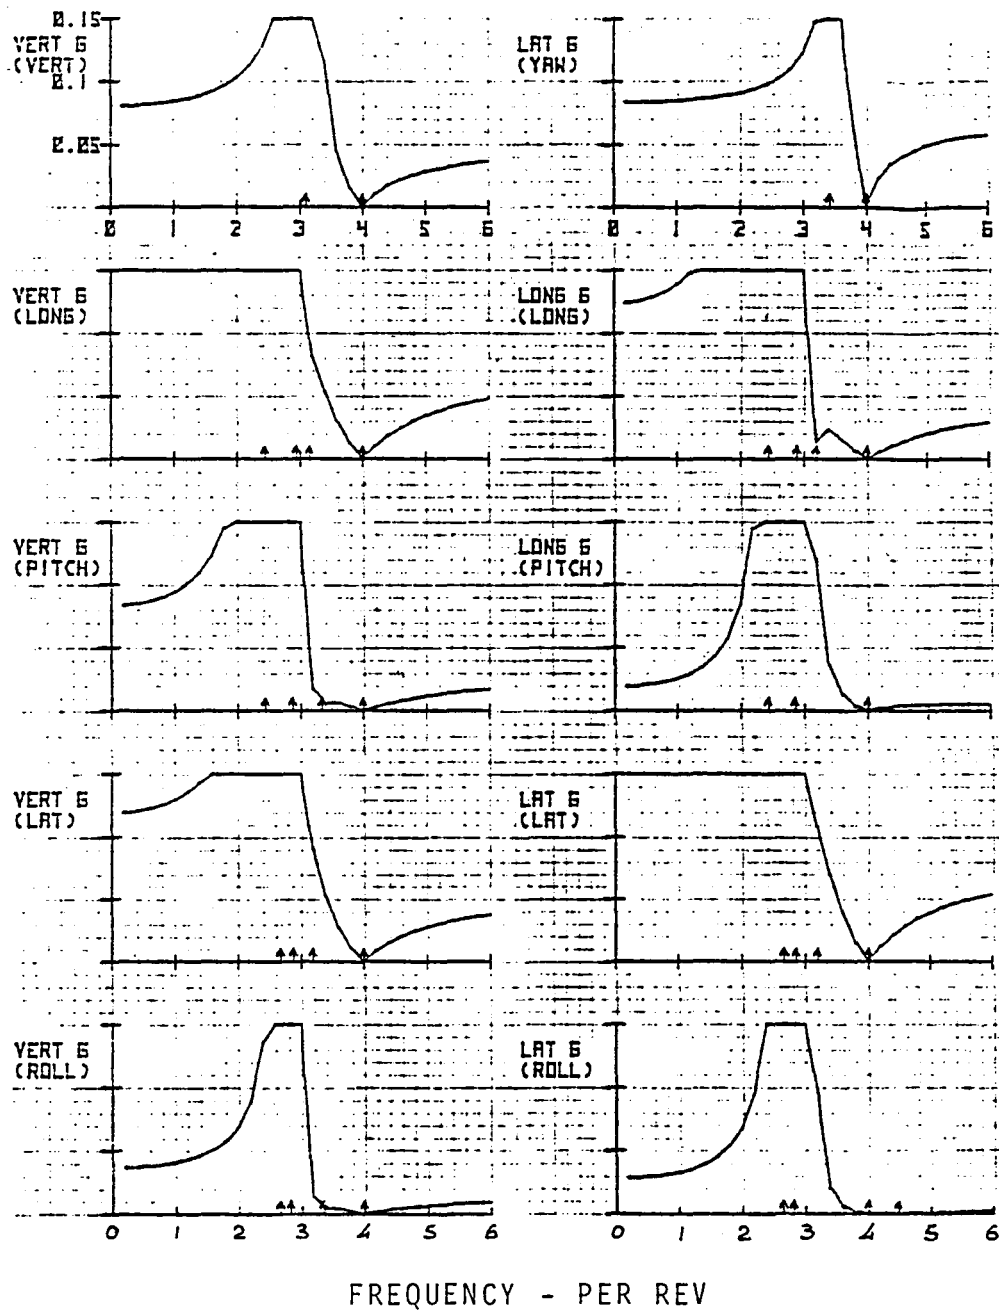 0.15
VERT G
(VERT)
0.1
0.05
0 1 2 3 4 5 6
LAT G
(YAW)
0 1 2 3 4 5 6
VERT G
(LONG)
LONG G
(LONG)
VERT G
(PITCH)
LONG G
(PITCH)
VERT G
(LAT)
LAT G
(LAT)
VERT G
(ROLL)
0 1 2 3 4 5 6
LAT G
(ROLL)
0 1 2 3 4 5 6
FREQUENCY - PER REV